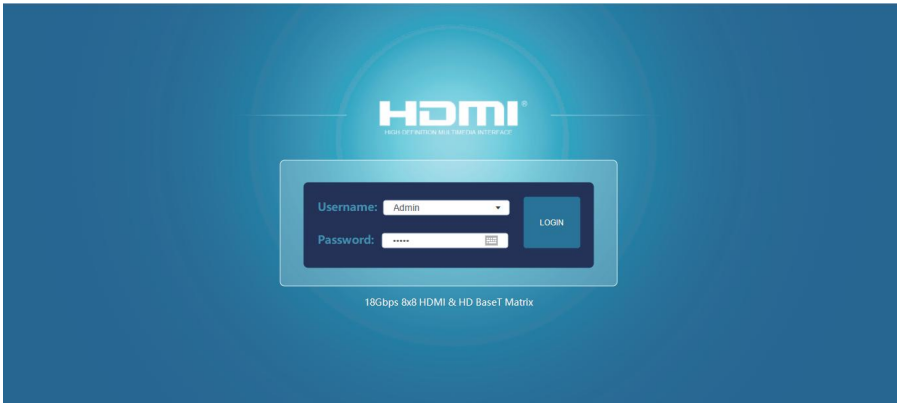 HDMI®
HIGH DEFINITION MULTIMEDIA INTERFACE
Username: Admin
LOGIN
Password: •••••
18Gbps 8x8 HDMI & HD BaseT Matrix